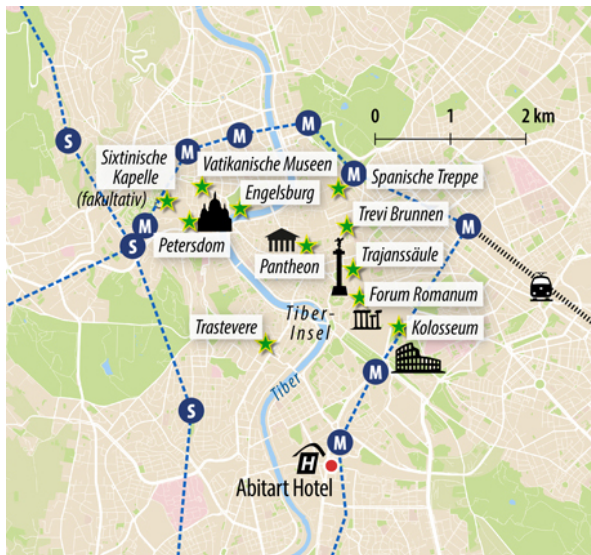 0 1 2 km
M
M
M
S
Sixtinische
Kapelle
(fakultativ)
Vatikanische Museen
M
Spanische Treppe
Engelsburg
Trevi Brunnen
M
M
S
Petersdom
Pantheon
Trajanssäule
Forum Romanum
Tiber-
Insel
Kolosseum
Trastevere
M
Tiber
S
M
H
Abitart Hotel